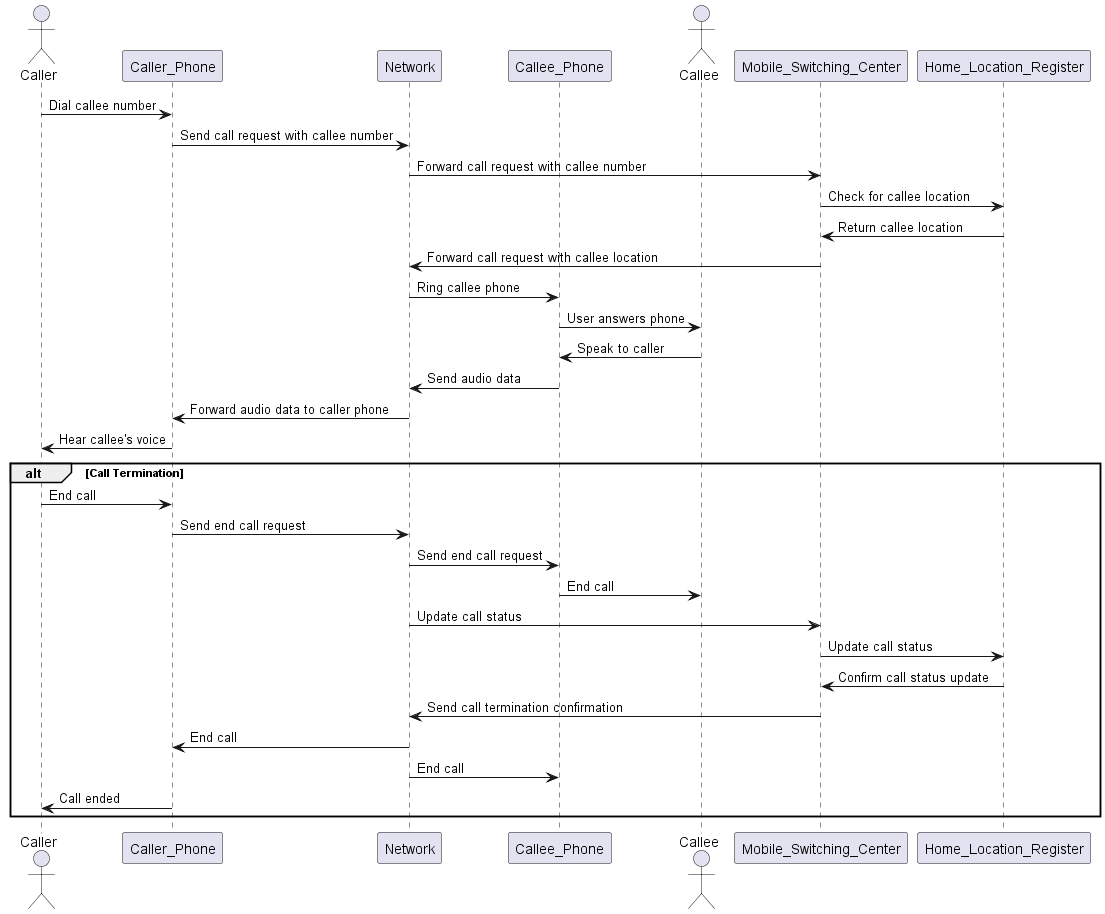 Caller
Caller_Phone
Network
Callee_Phone
Callee
Mobile_Switching_Center
Home_Location_Register
Dial callee number
Send call request with callee number
Forward call request with callee number
Check for callee location
Return callee location
Forward call request with callee location
Ring callee phone
User answers phone
Speak to caller
Send audio data
Forward audio data to caller phone
Hear callee's voice
alt [Call Termination]
End call
Send end call request
Send end call request
End call
Update call status
Update call status
Confirm call status update
Send call termination confirmation
End call
End call
Call ended
Caller
Caller_Phone
Network
Callee_Phone
Callee
Mobile_Switching_Center
Home_Location_Register